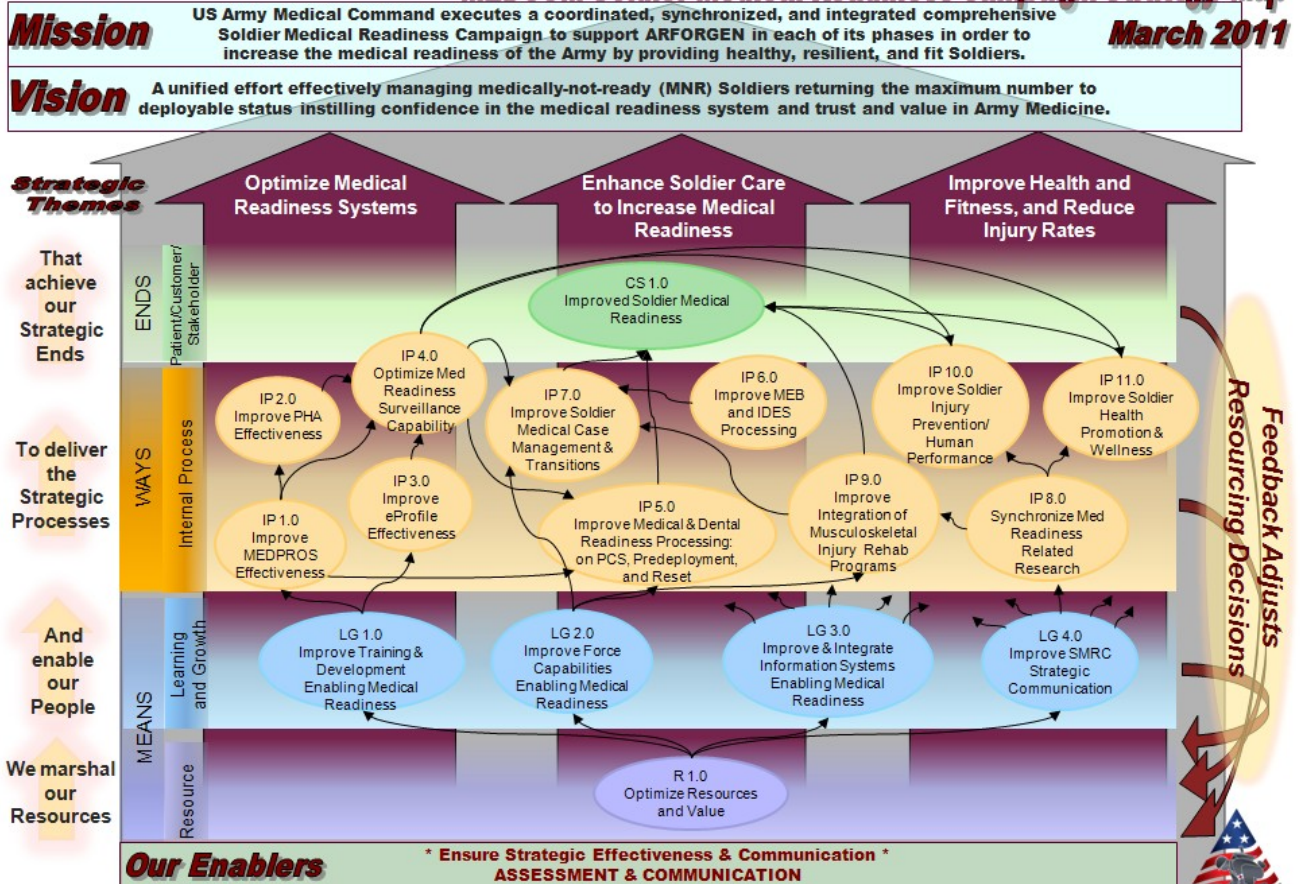 Mission
US Army Medical Command executes a coordinated, synchronized, and integrated comprehensive
Soldier Medical Readiness Campaign to support ARFORGEN in each of its phases in order to
increase the medical readiness of the Army by providing healthy, resilient, and fit Soldiers.
March 2011
Vision
A unified effort effectively managing medically-not-ready (MNR) Soldiers returning the maximum number to
deployable status instilling confidence in the medical readiness system and trust and value in Army Medicine.
Strategic
Themes
Optimize Medical
Readiness Systems
Enhance Soldier Care
to Increase Medical
Readiness
Improve Health and
Fitness, and Reduce
Injury Rates
That
achieve
our
Strategic
Ends
ENDS
Patient/Customer/
Stakeholder
CS 1.0
Improved Soldier Medical
Readiness
To deliver
the
Strategic
Processes
WAYS
Internal Process
IP 2.0
Improve PHA
Effectiveness
IP 4.0
Optimize Med
Readiness
Surveillance
Capability
IP 7.0
Improve Soldier
Medical Case
Management &
Transitions
IP 6.0
Improve MEB
and IDES
Processing
IP 10.0
Improve Soldier
Injury
Prevention/
Human
Performance
IP 11.0
Improve Soldier
Health
Promotion &
Wellness
IP 1.0
Improve
MEDPROS
Effectiveness
IP 3.0
Improve
eProfile
Effectiveness
IP 5.0
Improve Medical & Dental
Readiness Processing:
on PCS, Predeployment,
and Reset
IP 9.0
Improve
Integration of
Musculoskeletal
Injury Rehab
Programs
IP 8.0
Synchronize Med
Readiness
Related
Research
And
enable
our
People
MEANS
Learning
and Growth
LG 1.0
Improve Training &
Development
Enabling Medical
Readiness
LG 2.0
Improve Force
Capabilities
Enabling Medical
Readiness
LG 3.0
Improve & Integrate
Information Systems
Enabling Medical
Readiness
LG 4.0
Improve SMRC
Strategic
Communication
We marshal
our
Resources
Resource
R 1.0
Optimize Resources
and Value
Feedback Adjusts
Resourcing Decisions
Our Enablers
* Ensure Strategic Effectiveness & Communication *
ASSESSMENT & COMMUNICATION